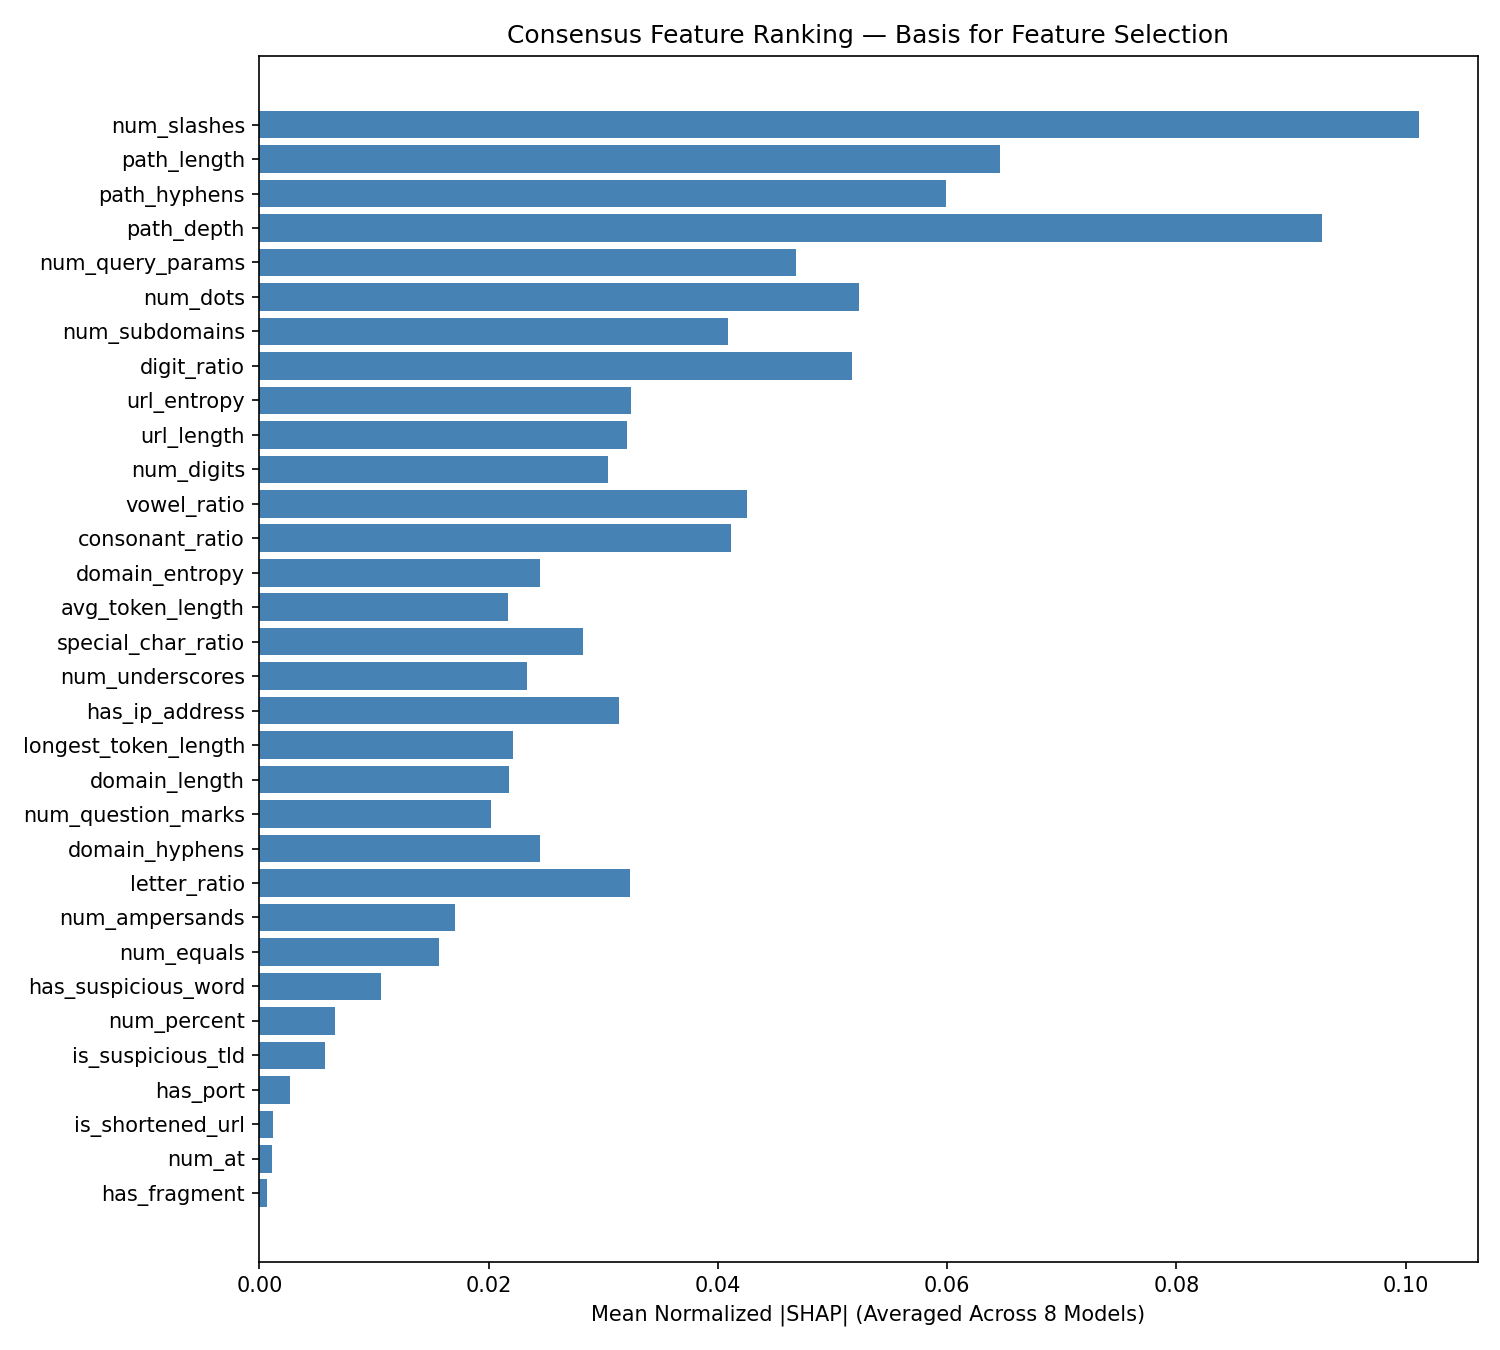 Consensus Feature Ranking — Basis for Feature Selection
num_slashes
path_length
path_hyphens
path_depth
num_query_params
num_dots
num_subdomains
digit_ratio
url_entropy
url_length
num_digits
vowel_ratio
consonant_ratio
domain_entropy
avg_token_length
special_char_ratio
num_underscores
has_ip_address
longest_token_length
domain_length
num_question_marks
domain_hyphens
letter_ratio
num_ampersands
num_equals
has_suspicious_word
num_percent
is_suspicious_tld
has_port
is_shortened_url
num_at
has_fragment
0.00 0.02 0.04 0.06 0.08 0.10
Mean Normalized |SHAP| (Averaged Across 8 Models)